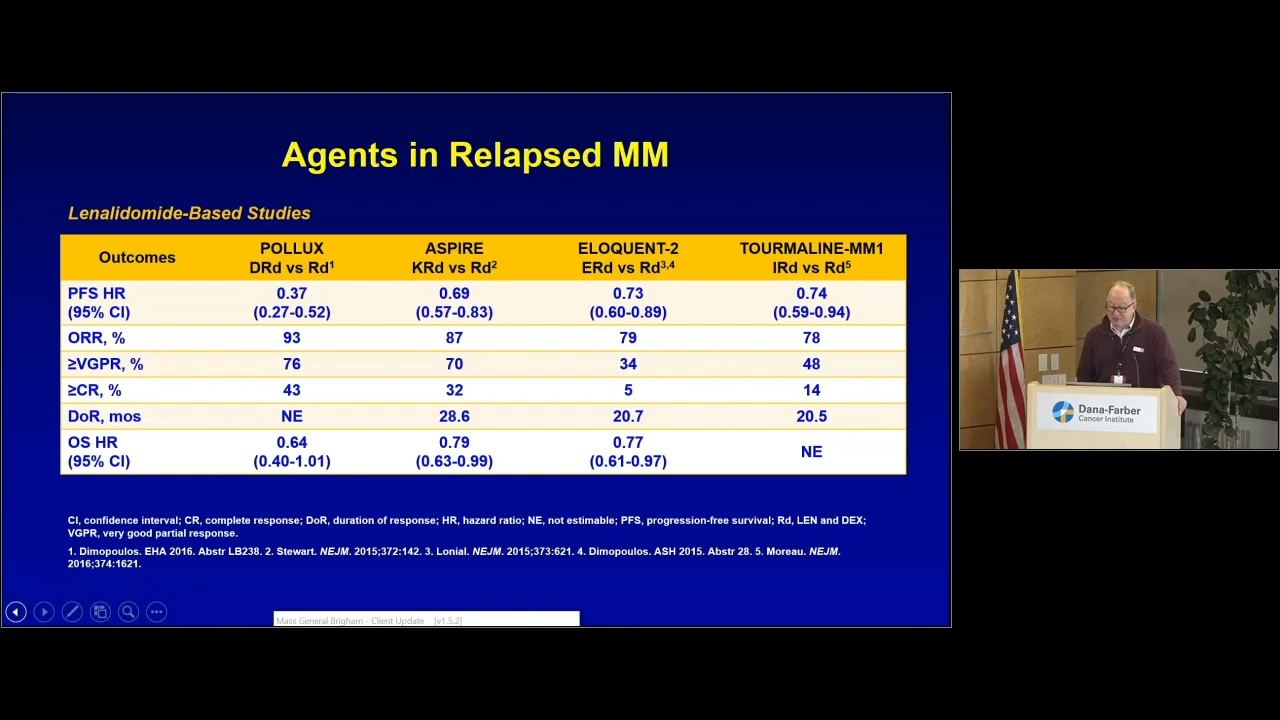 Agents in Relapsed MM
Lenalidomide-Based Studies
Outcomes POLLUX DRd vs Rd1 ASPIRE KRd vs Rd2 ELOQUENT-2 ERd vs Rd3,4 TOURMALINE-MM1 IRd vs Rd5
PFS HR (95% CI) 0.37 (0.27-0.52) 0.69 (0.57-0.83) 0.73 (0.60-0.89) 0.74 (0.59-0.94)
ORR, % 93 87 79 78
≥VGPR, % 76 70 34 48
≥CR, % 43 32 5 14
DoR, mos NE 28.6 20.7 20.5
OS HR (95% CI) 0.64 (0.40-1.01) 0.79 (0.63-0.99) 0.77 (0.61-0.97) NE
CI, confidence interval; CR, complete response; DoR, duration of response; HR, hazard ratio; NE, not estimable; PFS, progression-free survival; Rd, LEN and DEX;
VGPR, very good partial response.
1. Dimopoulos. EHA 2016. Abstr LB238. 2. Stewart. NEJM. 2015;372:142. 3. Lonial. NEJM. 2015;373:621. 4. Dimopoulos. ASH 2015. Abstr 28. 5. Moreau. NEJM.
2016;374:1621.
Mass General Brigham - Client Update [v1.5.2]
Dana-Farber
Cancer Institute